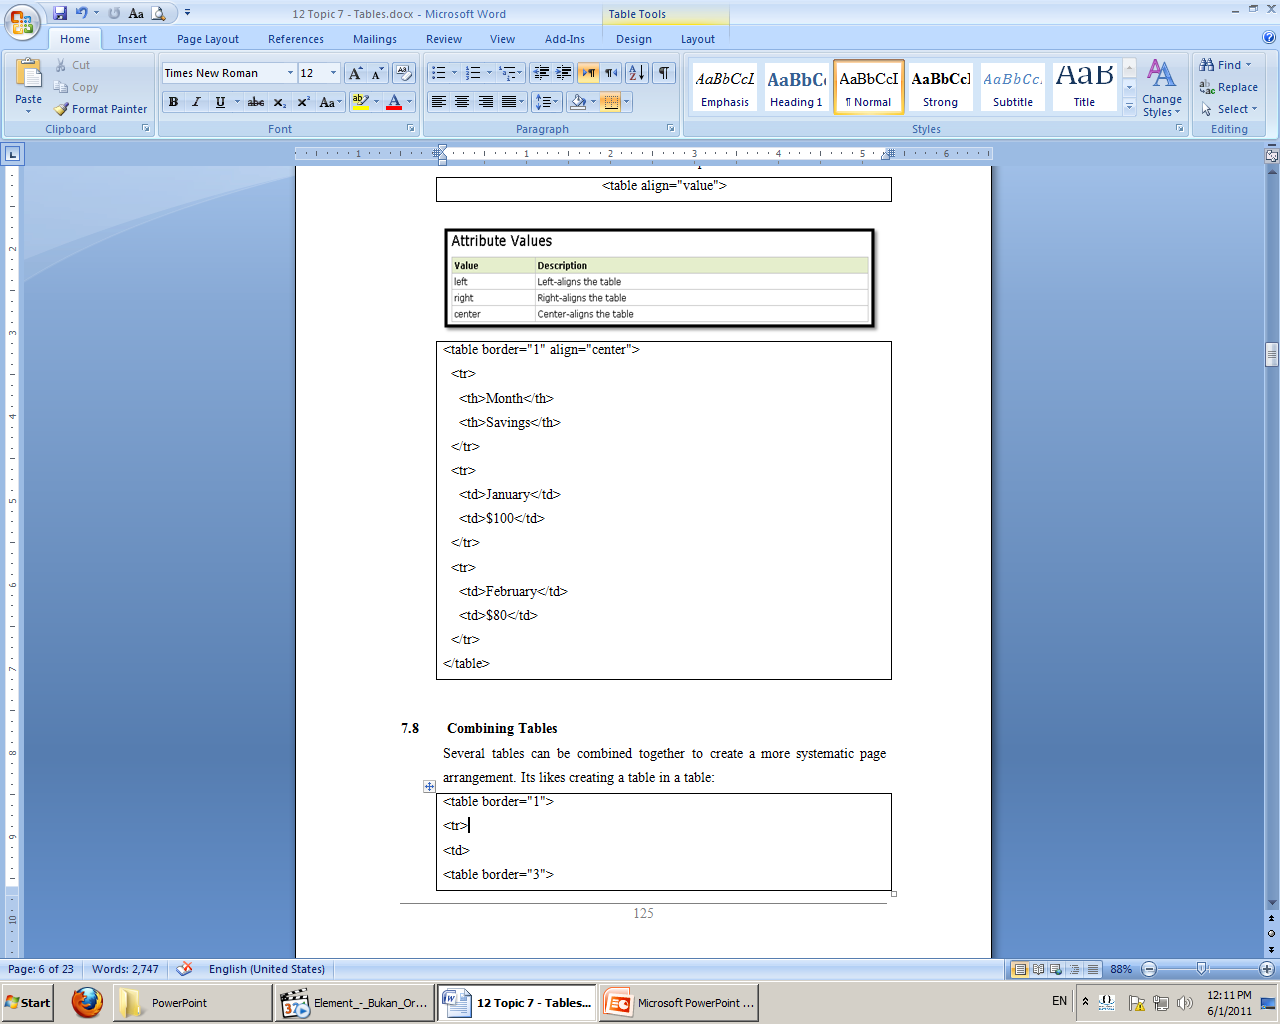 12 Topic 7 - Tables.docx - Microsoft Word
Table Tools
Home Insert Page Layout References Mailings Review View Add-Ins Design Layout
Paste
Cut
Copy
Format Painter
Clipboard
Times New Roman 12
Font
Paragraph
AaBbCcI AaBbCc AaBbCcI AaBbCcI AaBbCc. AaB
Emphasis Heading 1 ¶ Normal Strong Subtitle Title
Change Styles
Styles
Find
Replace
Select
Editing
<table align="value">
Attribute Values
Value Description
left Left-aligns the table
right Right-aligns the table
center Center-aligns the table
<table border="1" align="center">
<tr>
<th>Month</th>
<th>Savings</th>
</tr>
<tr>
<td>January</td>
<td>$100</td>
</tr>
<tr>
<td>February</td>
<td>$80</td>
</tr>
</table>
7.8 Combining Tables
Several tables can be combined together to create a more systematic page
arrangement. Its likes creating a table in a table:
<table border="1">
<tr>
<td>
<table border="3">
125
Page: 6 of 23 Words: 2,747 English (United States) 88%
Start PowerPoint Element_-_Bukan_Or... 12 Topic 7 - Tables... Microsoft PowerPoint ... EN 12:11 PM
6/1/2011